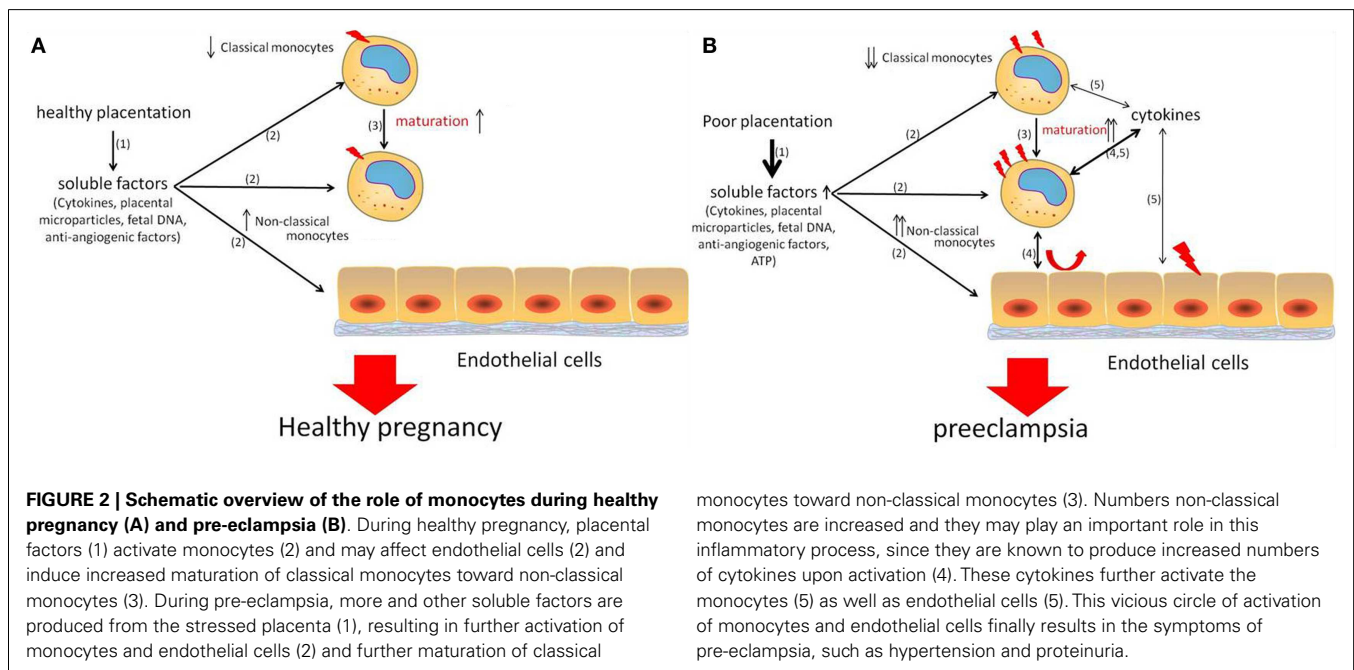 A
↓ Classical monocytes
healthy placentation
(1)
(2)
(3)
maturation ↑
soluble factors
(Cytokines, placental
microparticles, fetal DNA,
anti-angiogenic factors)
(2)
↑ Non-classical
monocytes
(2)
Endothelial cells
Healthy pregnancy
B
↓↓ Classical monocytes
(5)
cytokines
Poor placentation
(1)
(2)
(3)
maturation ↑↑
(4,5)
soluble factors ↑
(Cytokines, placental
microparticles, fetal DNA,
anti-angiogenic factors,
ATP)
(2)
(5)
↑↑ Non-classical
monocytes
(2)
(4)
Endothelial cells
preeclampsia
FIGURE 2 | Schematic overview of the role of monocytes during healthy
pregnancy (A) and pre-eclampsia (B). During healthy pregnancy, placental
factors (1) activate monocytes (2) and may affect endothelial cells (2) and
induce increased maturation of classical monocytes toward non-classical
monocytes (3). During pre-eclampsia, more and other soluble factors are
produced from the stressed placenta (1), resulting in further activation of
monocytes and endothelial cells (2) and further maturation of classical
monocytes toward non-classical monocytes (3). Numbers non-classical
monocytes are increased and they may play an important role in this
inflammatory process, since they are known to produce increased numbers
of cytokines upon activation (4). These cytokines further activate the
monocytes (5) as well as endothelial cells (5). This vicious circle of activation
of monocytes and endothelial cells finally results in the symptoms of
pre-eclampsia, such as hypertension and proteinuria.